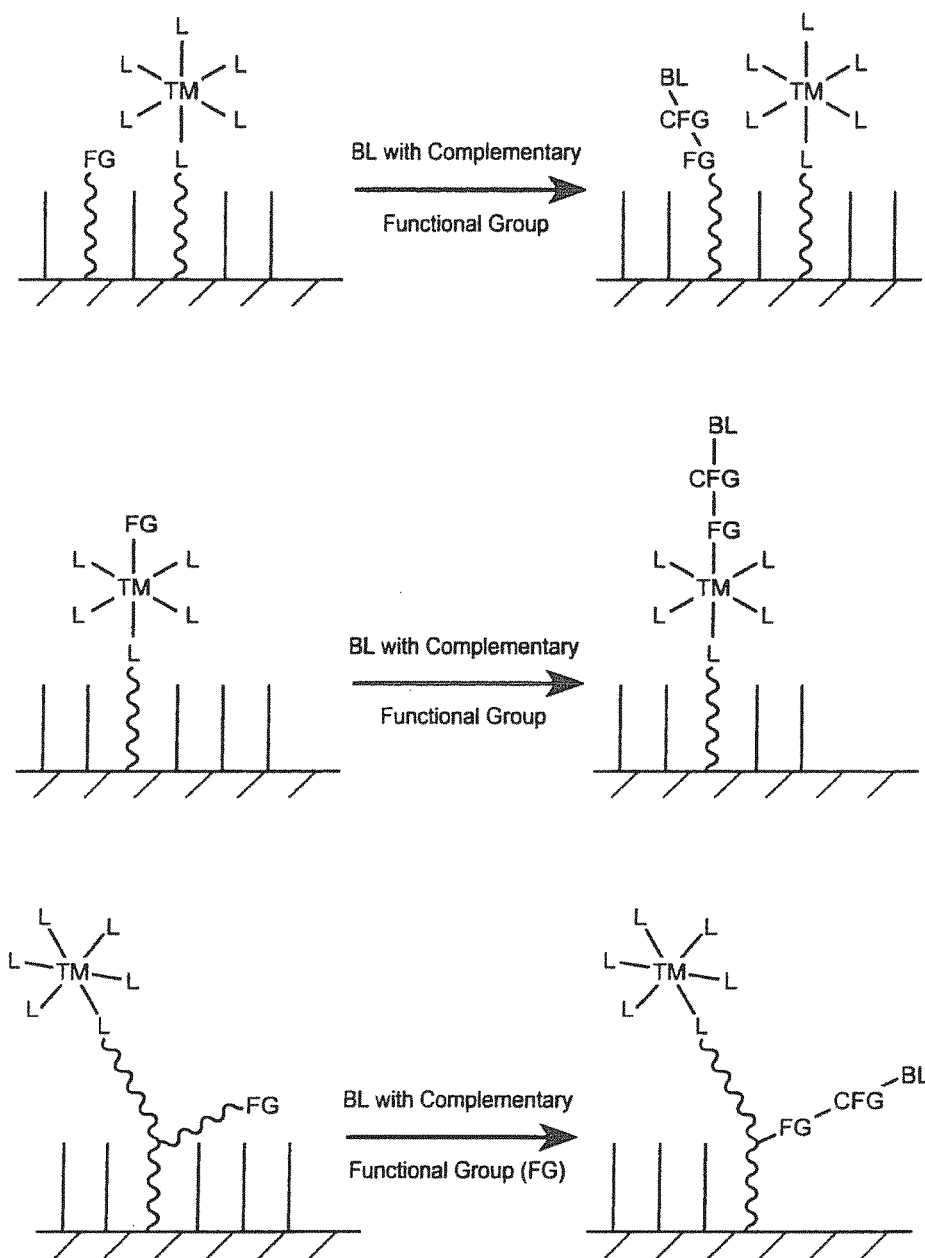 L
L L
TM
L L
FG L
BL with Complementary
Functional Group
L
BL
L L
CFG TM
L L
FG L
FG
L L
TM
L L
L
BL with Complementary
Functional Group
BL
CFG
FG
L L
TM
L L
L
L L
L TM L
L
L
FG
BL with Complementary
Functional Group (FG)
L L
L TM L
L
L
BL
CFG
FG